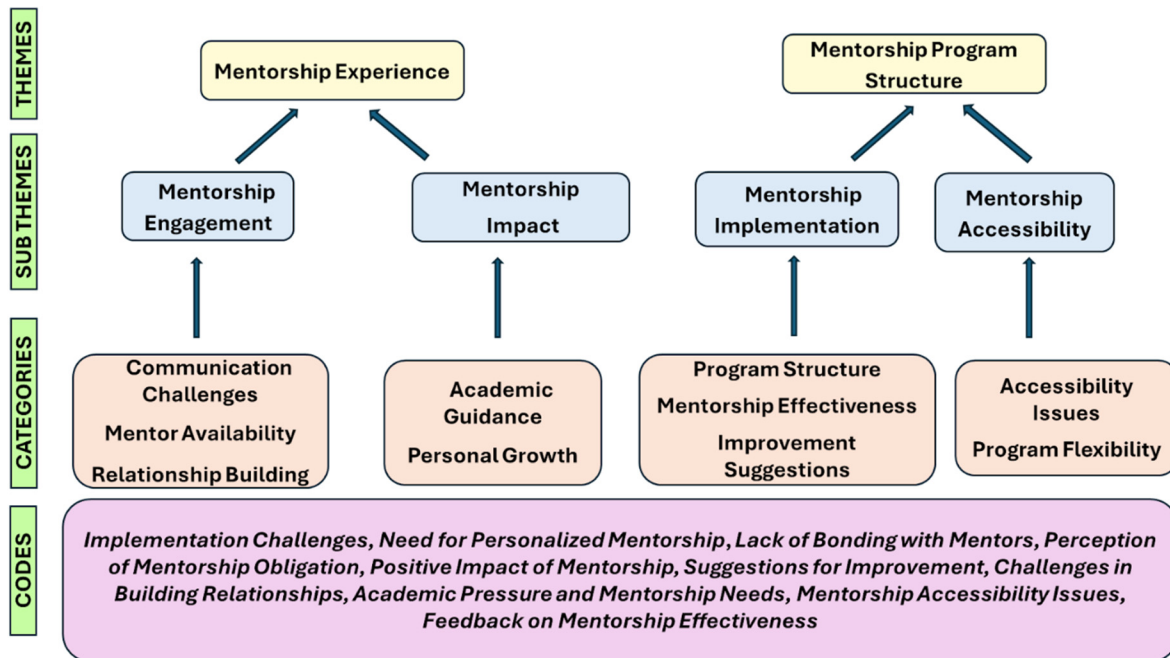 THEMES
Mentorship Experience
Mentorship Program
Structure
SUB THEMES
Mentorship
Engagement
Mentorship
Impact
Mentorship
Implementation
Mentorship
Accessibility
CATEGORIES
Communication
Challenges
Mentor Availability
Relationship Building
Academic
Guidance
Personal Growth
Program Structure
Mentorship Effectiveness
Improvement
Suggestions
Accessibility
Issues
Program Flexibility
CODES
Implementation Challenges, Need for Personalized Mentorship, Lack of Bonding with Mentors, Perception
of Mentorship Obligation, Positive Impact of Mentorship, Suggestions for Improvement, Challenges in
Building Relationships, Academic Pressure and Mentorship Needs, Mentorship Accessibility Issues,
Feedback on Mentorship Effectiveness